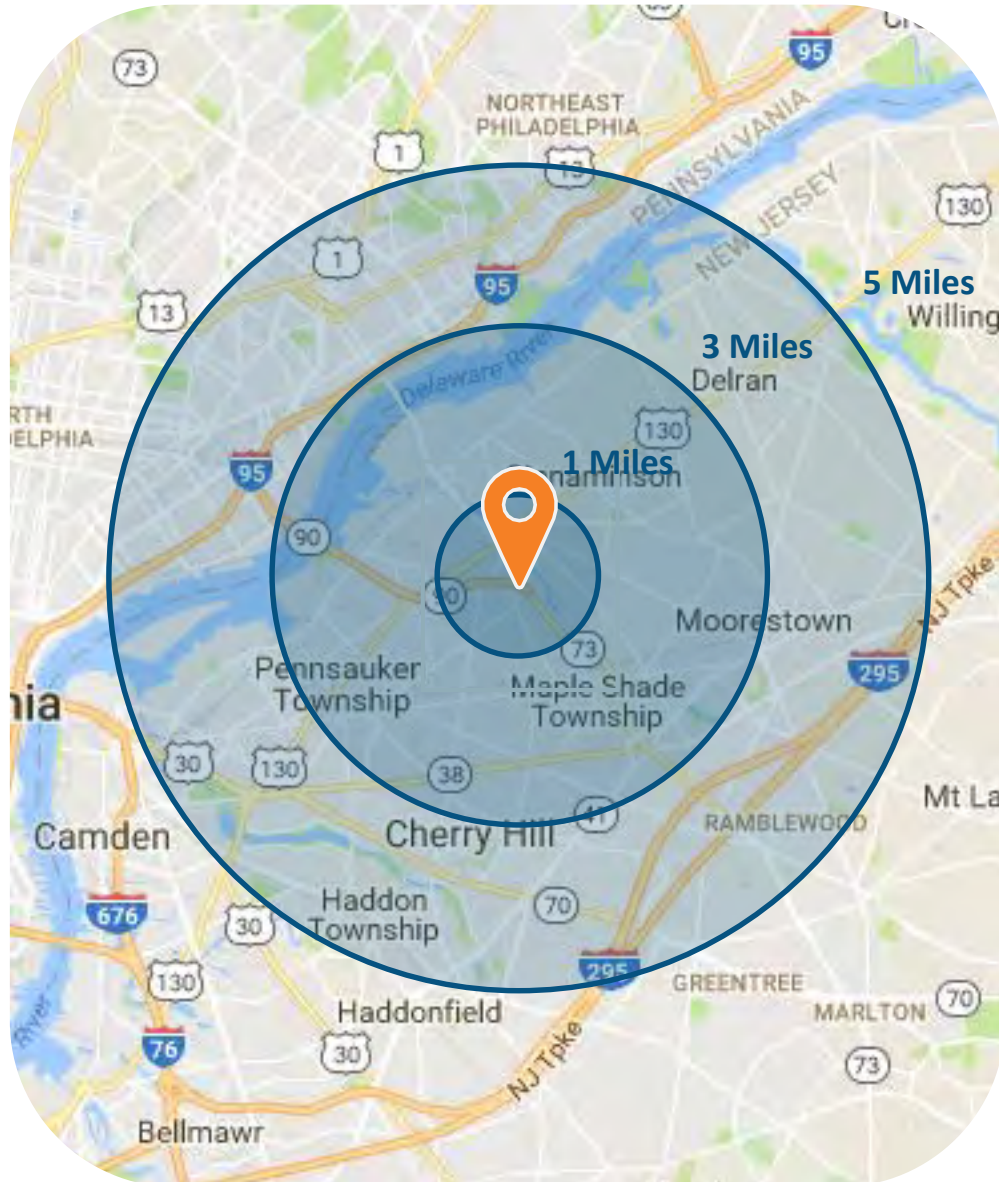 73
95
NORTHEAST
PHILADELPHIA
1
13
PENNSYLVANIA
NEW JERSEY
130
1
95
5 Miles
13
Willing
3 Miles
Delran
Delaware River
RTH
ELPHIA
130
1 Miles
95
90
90
Moorestown
NJ Tpke
73
295
Pennsauker
Township
Maple Shade
Township
nia
30
130
38
Mt La
41
RAMBLEWOOD
Camden
Cherry Hill
Haddon
Township
70
676
30
295
130
GREENTREE
Haddonfield
MARLTON
70
River
76
30
NJ Tpke
73
Bellmawr